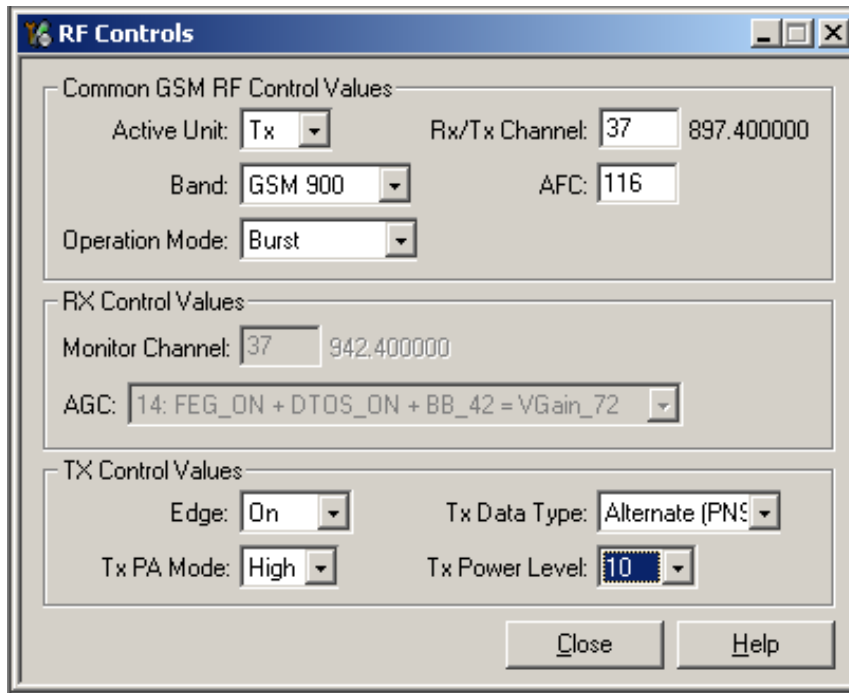 RF Controls
Common GSM RF Control Values
Active Unit: Tx Rx/Tx Channel: 37 897.400000
Band: GSM 900 AFC: 116
Operation Mode: Burst
RX Control Values
Monitor Channel: 37 942.400000
AGC: 14: FEG_ON + DTOS_ON + BB_42 = VGain_72
TX Control Values
Edge: On Tx Data Type: Alternate (PNS
Tx PA Mode: High Tx Power Level: 10
Close Help